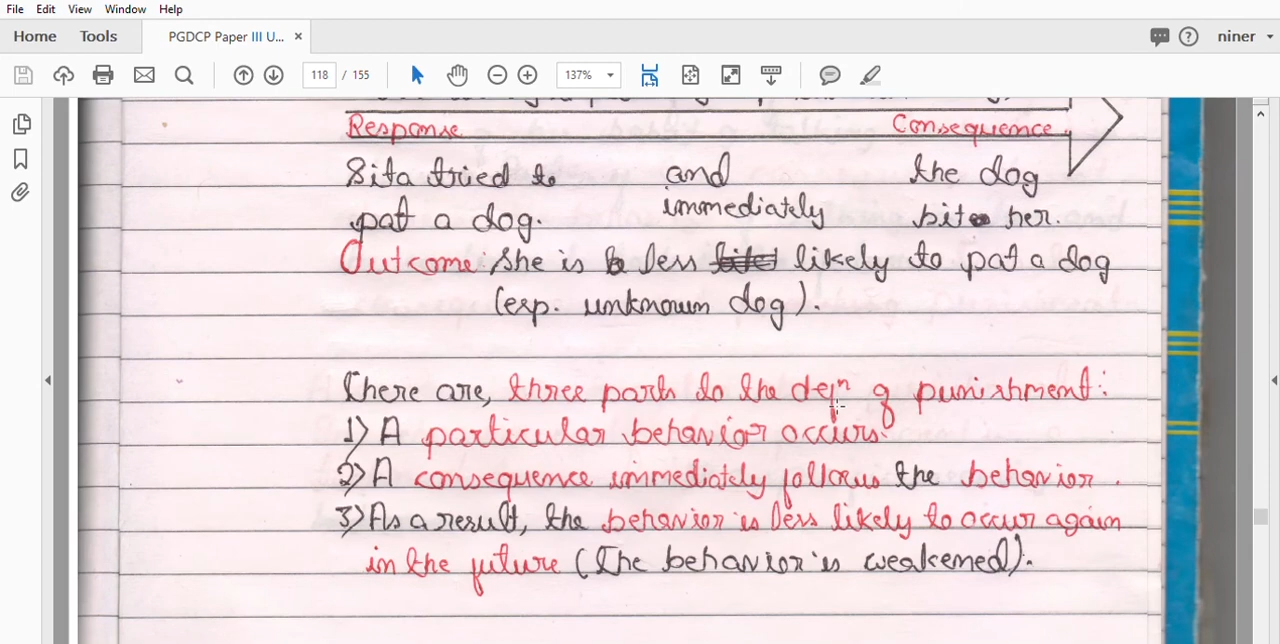 File Edit View Window Help
Home Tools PGDCP Paper III U... × niner
118 / 155 137%
Response Consequence
Sita tried to and the dog
pat a dog. immediately bite her.
Outcome: she is less likely to pat a dog
(esp. unknown dog).
There are, three parts to the defn of punishment:
1) A particular behavior occurs.
2) A consequence immediately follows the behavior.
3) As a result, the behavior is less likely to occur again
in the future (The behavior is weakened).